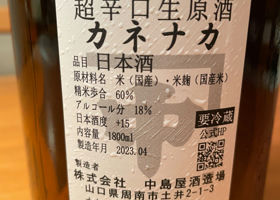 超辛口生原酒
カネナカ
品目 日本酒
原材料名 米(国産)・米麹(国産米)
精米歩合 60%
アルコール分 18%
日本酒度 +15
内容量 1800ml
製造年月 2023.04
要冷蔵
公式HP
製造者
株式会社 中島屋酒造場
山口県周南市土井2-1-3